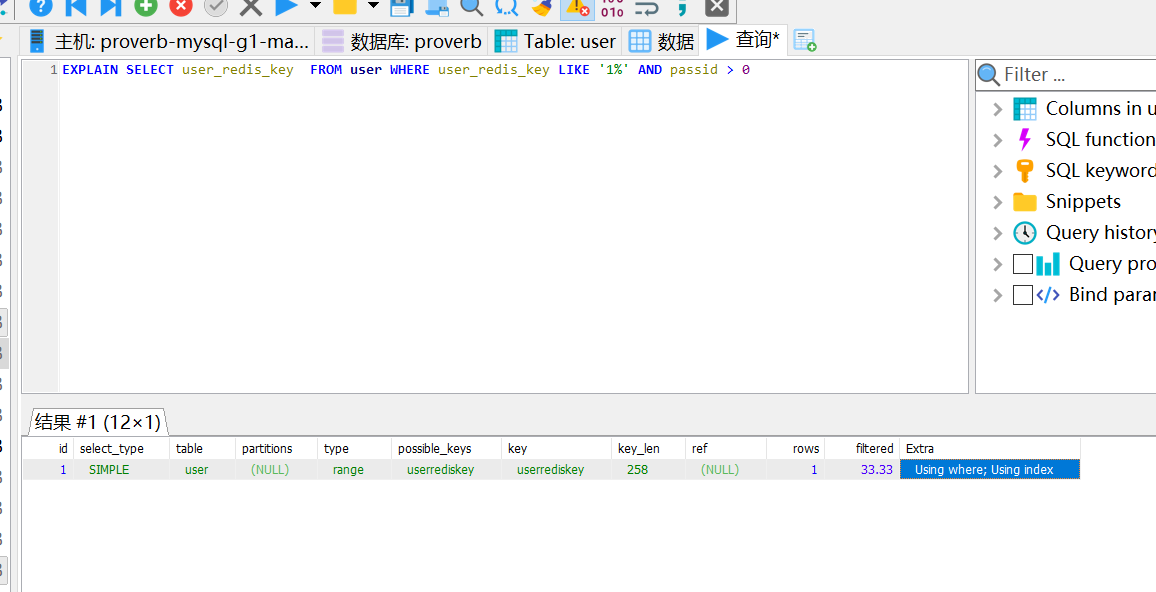 主机: proverb-mysql-g1-ma...
数据库: proverb
Table: user
数据
查询*
1 EXPLAIN SELECT user_redis_key  FROM user WHERE user_redis_key LIKE '1%' AND passid > 0
Filter ...
Columns in u
SQL function
SQL keyword
Snippets
Query history
Query pro
Bind parar
结果 #1 (12×1)
id select_type table partitions type possible_keys key key_len ref rows filtered Extra
1 SIMPLE user (NULL) range userrediskey userrediskey 258 (NULL) 1 33.33 Using where; Using index